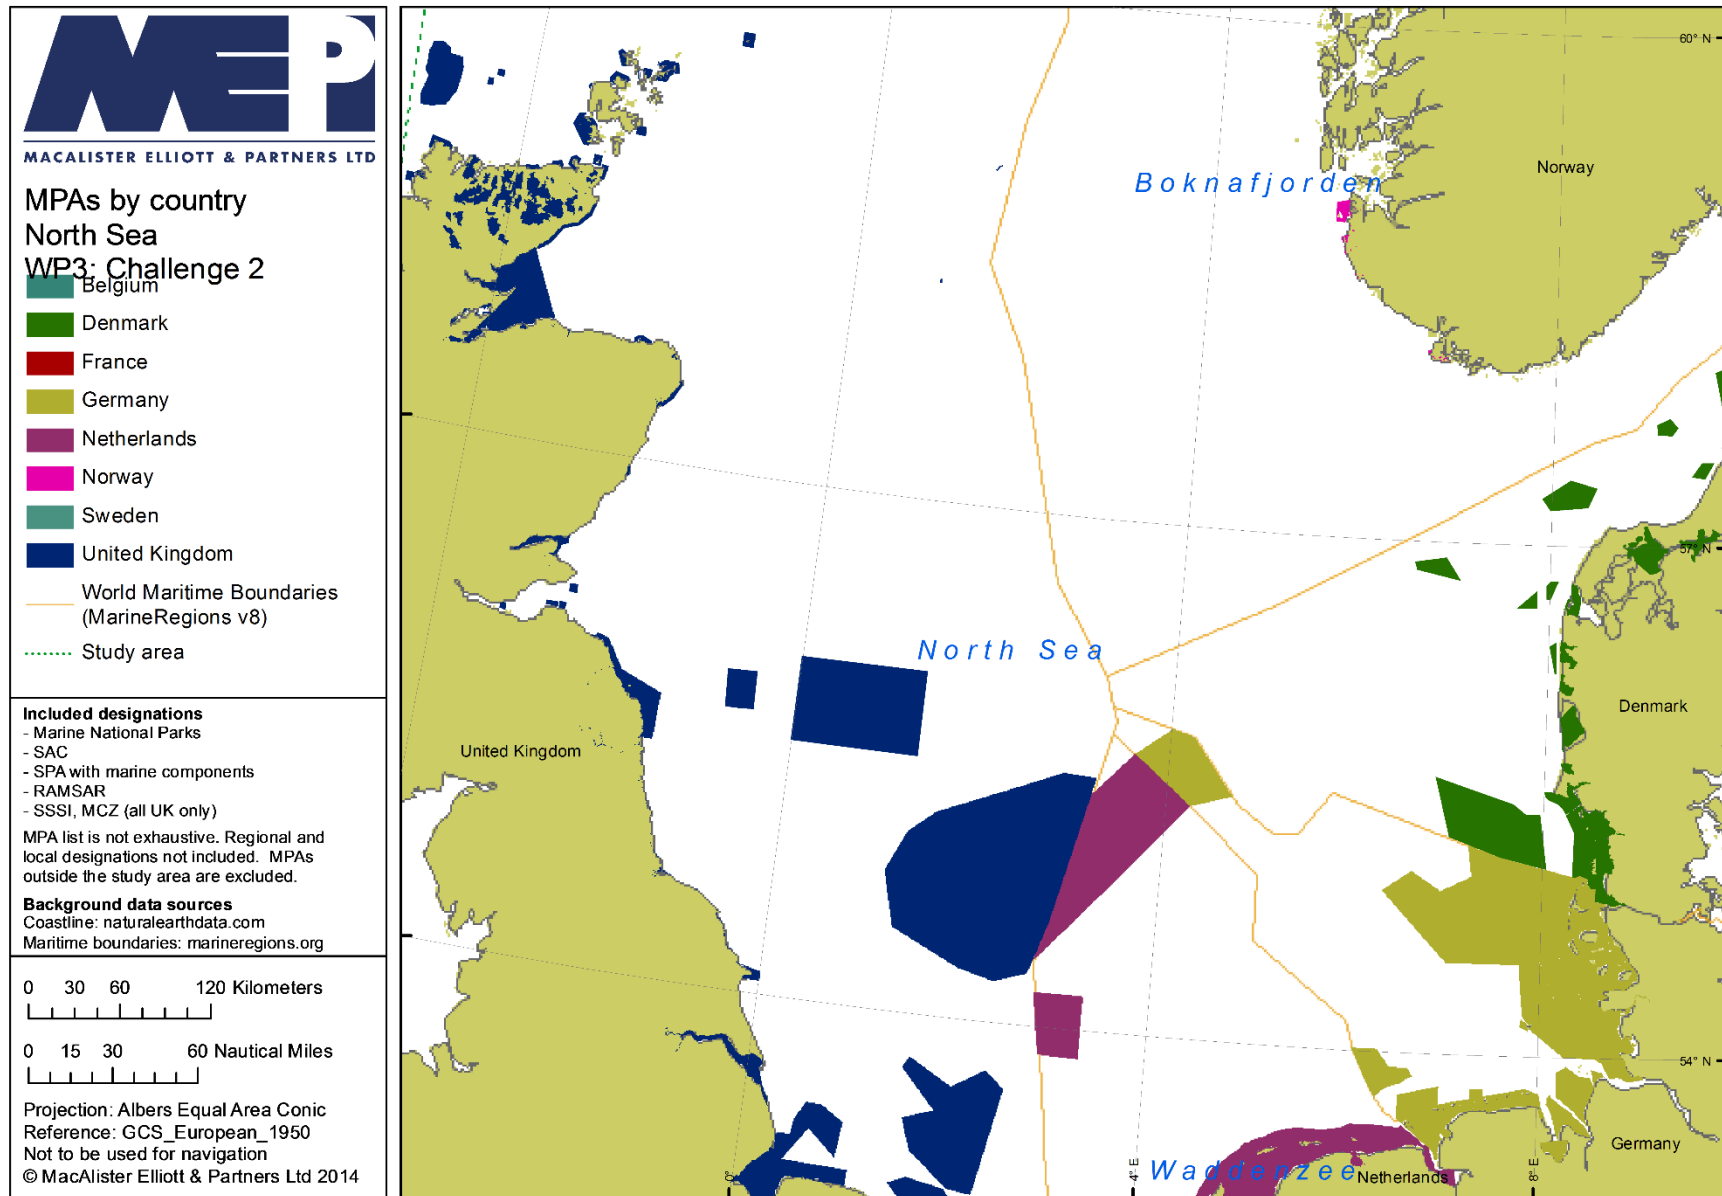 MEP
MACALISTER ELLIOTT & PARTNERS LTD
MPAs by country
North Sea
WP3: Challenge 2
Belgium
Denmark
France
Germany
Netherlands
Norway
Sweden
United Kingdom
World Maritime Boundaries
(MarineRegions v8)
Study area
Included designations
- Marine National Parks
- SAC
- SPA with marine components
- RAMSAR
- SSSI, MCZ (all UK only)
MPA list is not exhaustive. Regional and
local designations not included. MPAs
outside the study area are excluded.
Background data sources
Coastline: naturalearthdata.com
Maritime boundaries: marineregions.org
0 30 60 120 Kilometers
0 15 30 60 Nautical Miles
Projection: Albers Equal Area Conic
Reference: GCS_European_1950
Not to be used for navigation
© MacAlister Elliott & Partners Ltd 2014
60° N
Norway
Boknafjorden
57° N
North Sea
Denmark
United Kingdom
54° N
Germany
Waddenzee
Netherlands
0°
4° E
8° E